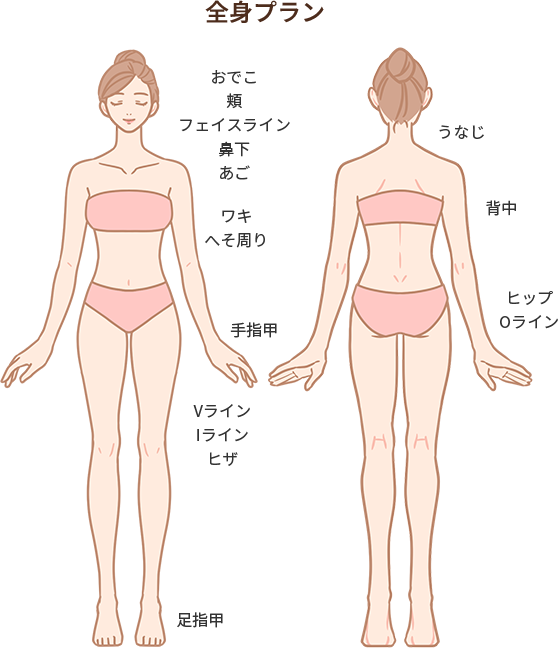 全身プラン
おでこ
頬
フェイスライン
鼻下
あご
うなじ
背中
ワキ
へそ周り
ヒップ
Oライン
手指甲
Vライン
Iライン
ヒザ
足指甲